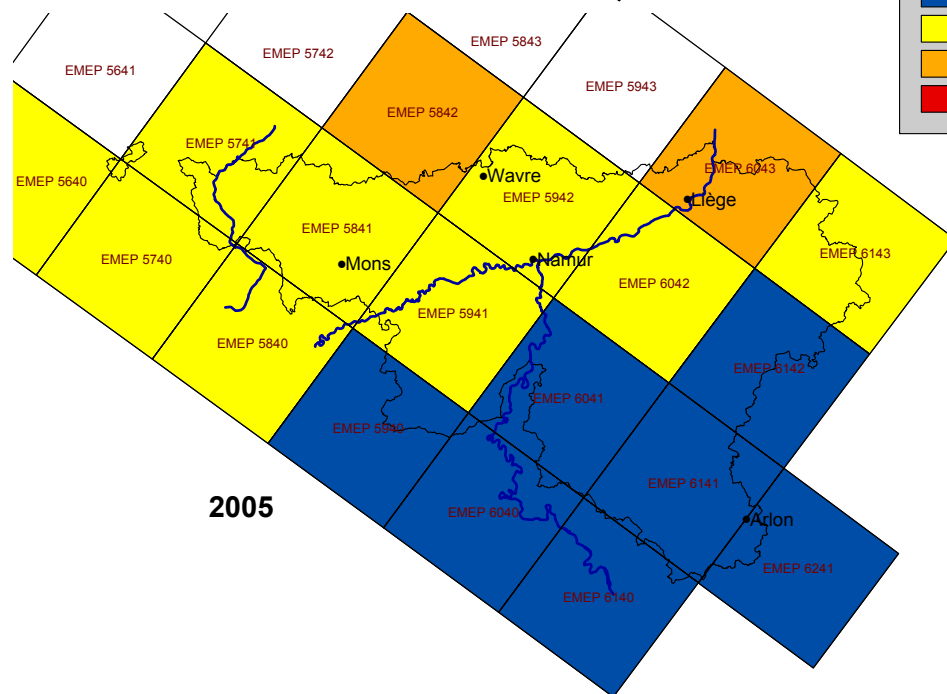 EMEP 5843
EMEP 5742
EMEP 5641
EMEP 5943
EMEP 5842
EMEP 5741
EMEP 6043
EMEP 5640
Wavre
EMEP 5942
Liège
EMEP 5841
EMEP 6143
EMEP 5740
Mons
Namur
EMEP 6042
EMEP 5941
EMEP 5840
EMEP 6142
EMEP 6041
EMEP 5940
EMEP 6141
2005
EMEP 6040
Arlon
EMEP 6241
EMEP 6140